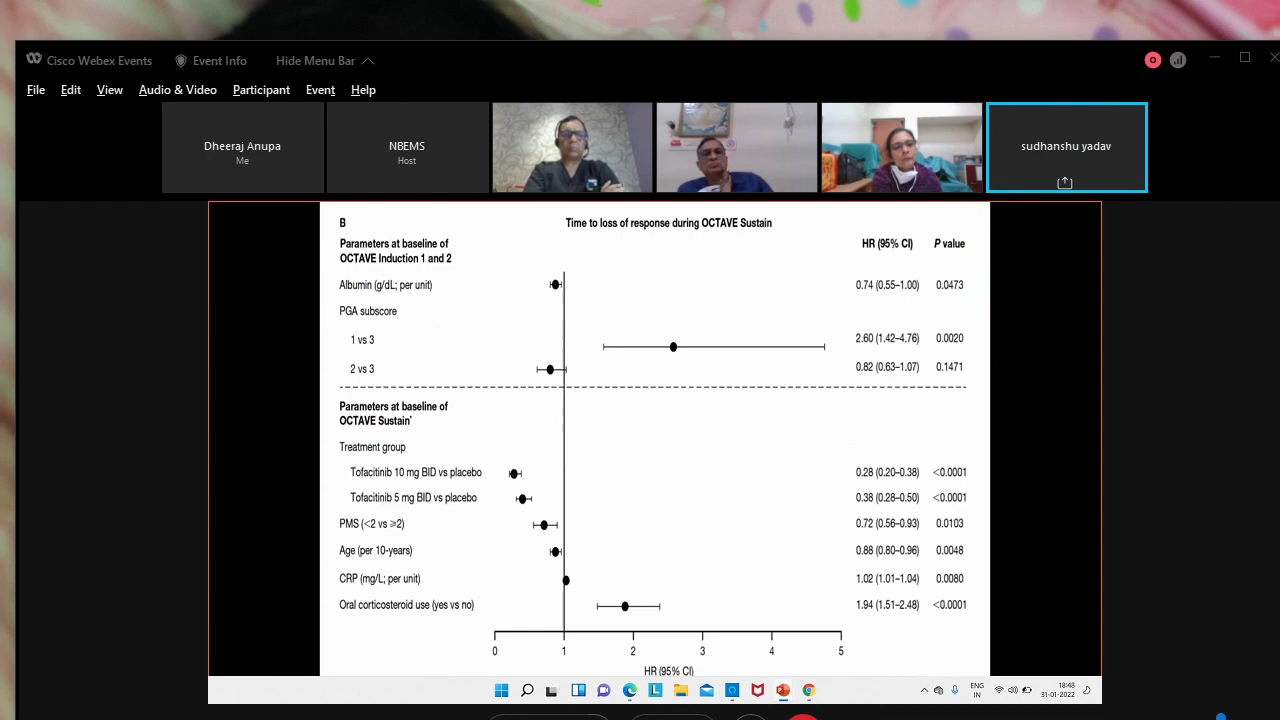 Cisco Webex Events
Event Info
Hide Menu Bar
File Edit View Audio & Video Participant Event Help
Dheeraj Anupa
Me
NBEMS
Host
sudhanshu yadav
B Time to loss of response during OCTAVE Sustain
Parameters at baseline of
OCTAVE Induction 1 and 2
HR (95% CI) P value
Albumin (g/dL; per unit) 0.74 (0.55–1.00) 0.0473
PGA subscore
1 vs 3 2.60 (1.42–4.76) 0.0020
2 vs 3 0.82 (0.63–1.07) 0.1471
Parameters at baseline of
OCTAVE Sustain*
Treatment group
Tofacitinib 10 mg BID vs placebo 0.28 (0.20–0.38) <0.0001
Tofacitinib 5 mg BID vs placebo 0.38 (0.28–0.50) <0.0001
PMS (<2 vs ⩾2) 0.72 (0.56–0.93) 0.0103
Age (per 10-years) 0.88 (0.80–0.96) 0.0048
CRP (mg/L; per unit) 1.02 (1.01–1.04) 0.0080
Oral corticosteroid use (yes vs no) 1.94 (1.51–2.48) <0.0001
0 1 2 3 4 5
HR (95% CI)
ENG
IN
18:48
31-01-2022